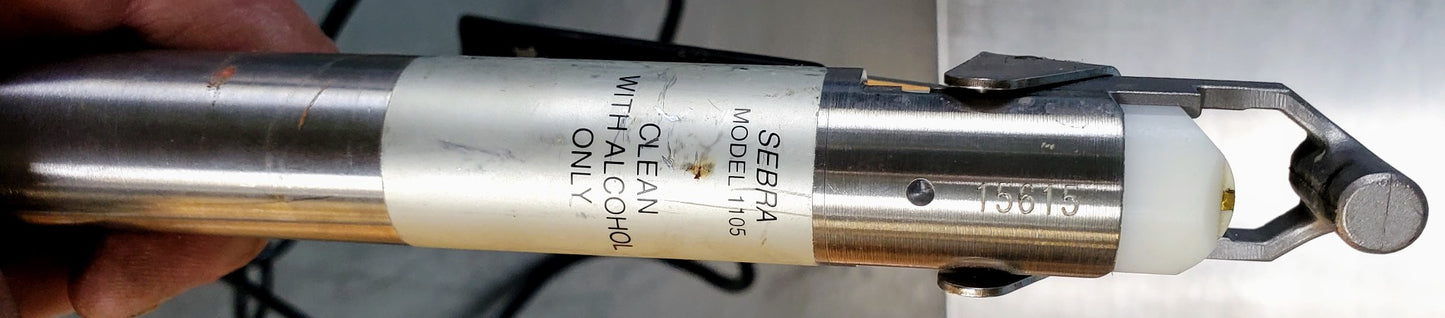 SEBRA
MODEL 1105
CLEAN
WITH ALCOHOL
ONLY
15615